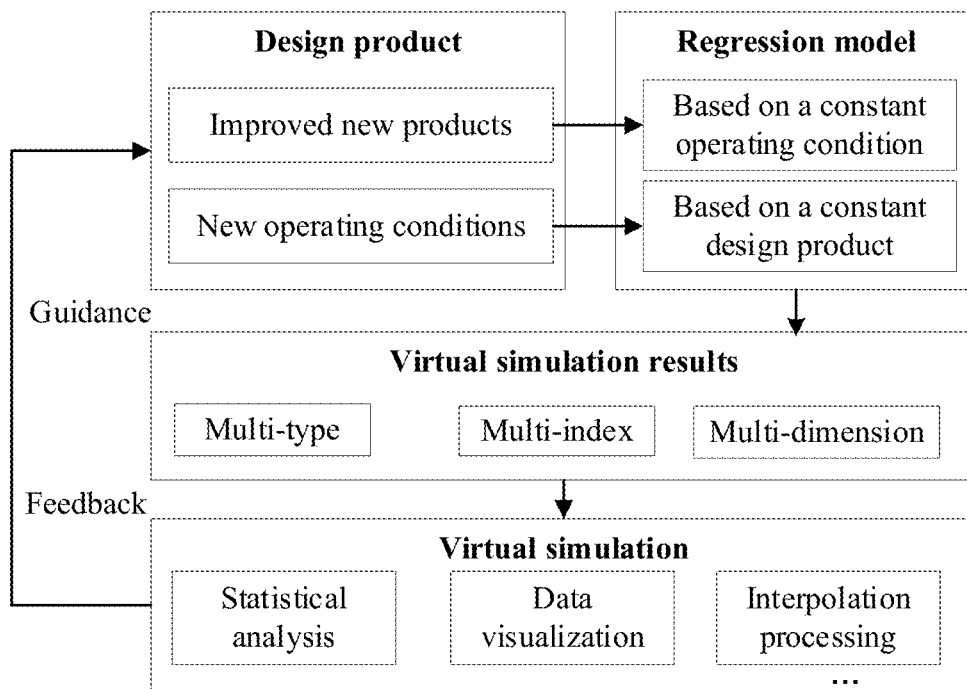 Design product
Regression model
Improved new products
Based on a constant
operating condition
New operating conditions
Based on a constant
design product
Guidance
Virtual simulation results
Multi-type
Multi-index
Multi-dimension
Feedback
Virtual simulation
Statistical
analysis
Data
visualization
Interpolation
processing
...